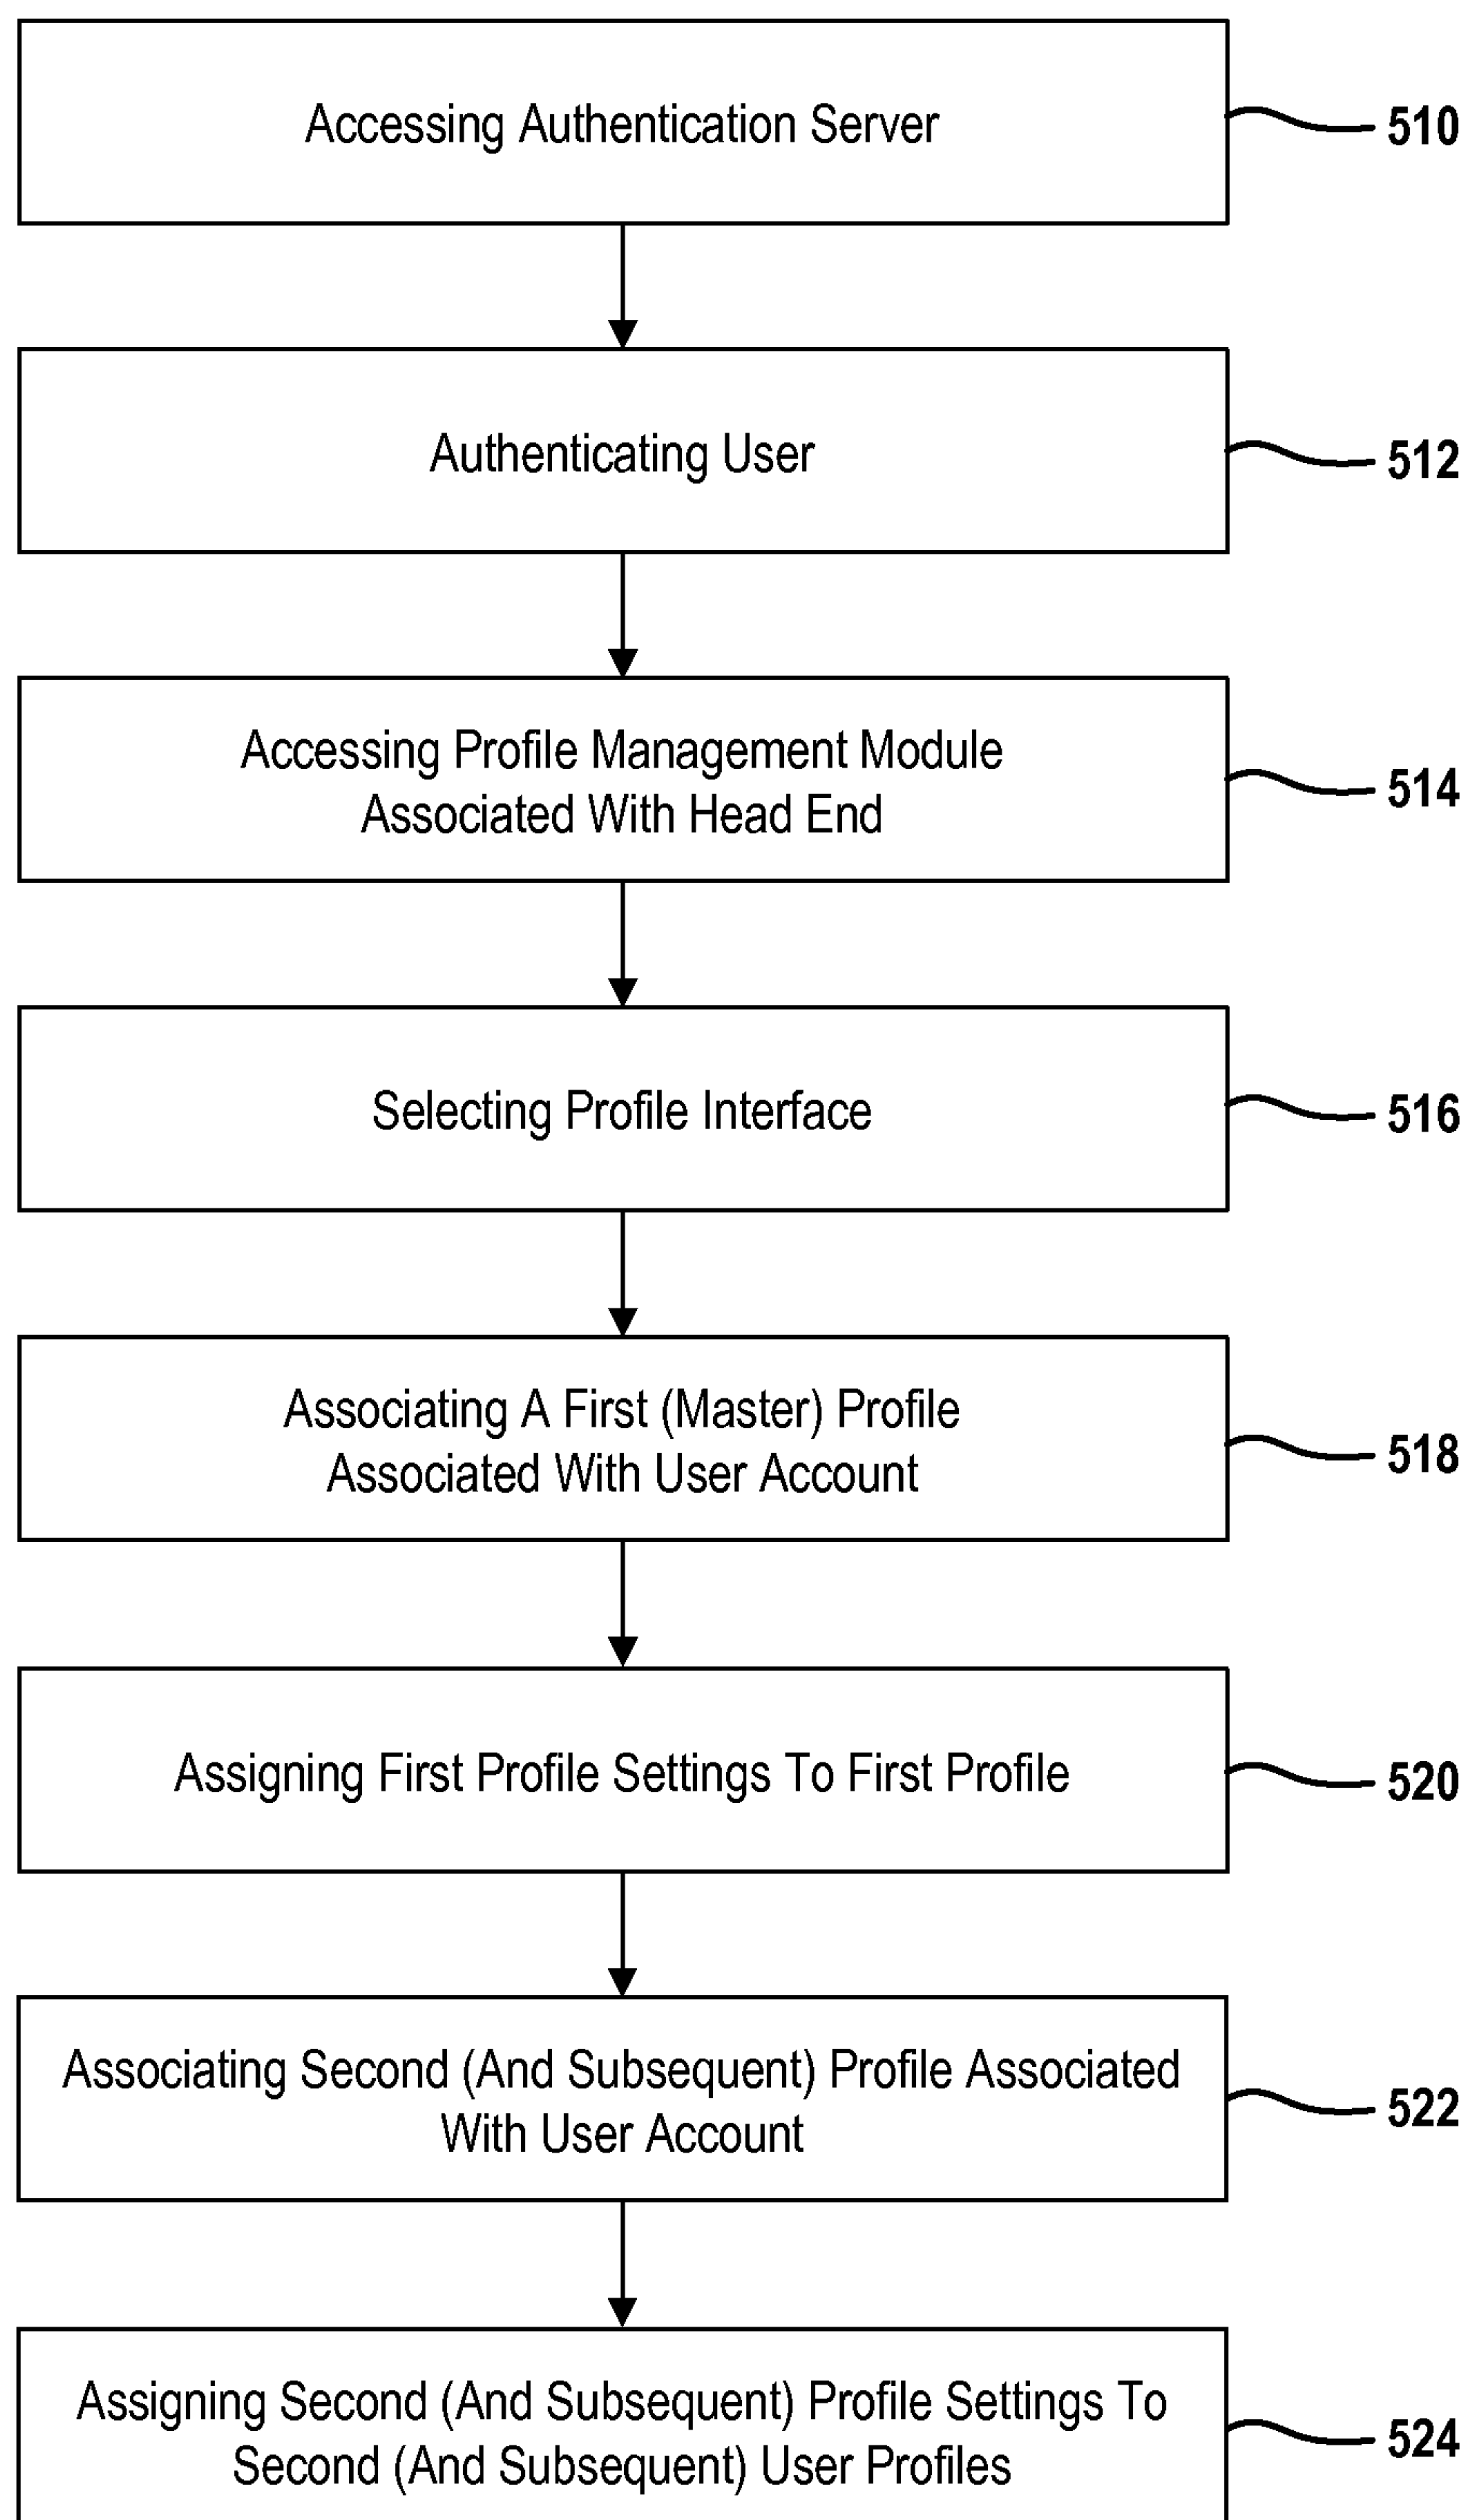 Accessing Authentication Server
510
Authenticating User
512
Accessing Profile Management Module
Associated With Head End
514
Selecting Profile Interface
516
Associating A First (Master) Profile
Associated With User Account
518
Assigning First Profile Settings To First Profile
520
Associating Second (And Subsequent) Profile Associated
With User Account
522
Assigning Second (And Subsequent) Profile Settings To
Second (And Subsequent) User Profiles
524